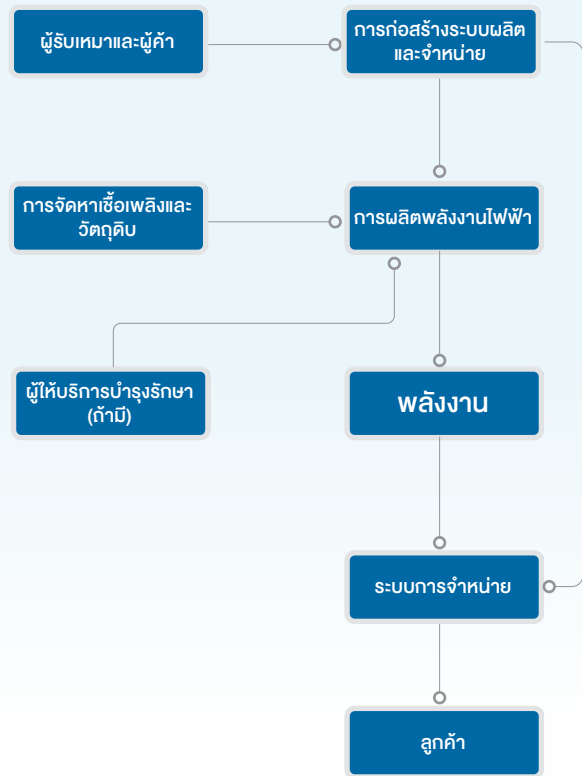 ผู้รับเหมาและผู้ค้า
การก่อสร้างระบบผลิต
และจำหน่าย
การจัดหาเชื้อเพลิงและ
วัตถุดิบ
การผลิตพลังงานไฟฟ้า
ผู้ให้บริการบำรุงรักษา
(ถ้ามี)
พลังงาน
ระบบการจำหน่าย
ลูกค้า